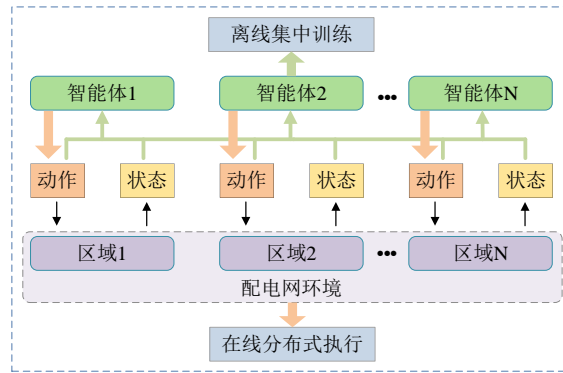 离线集中训练
智能体1
智能体2
•••
智能体N
动作
状态
动作
状态
动作
状态
区域1
区域2
•••
区域N
配电网环境
在线分布式执行